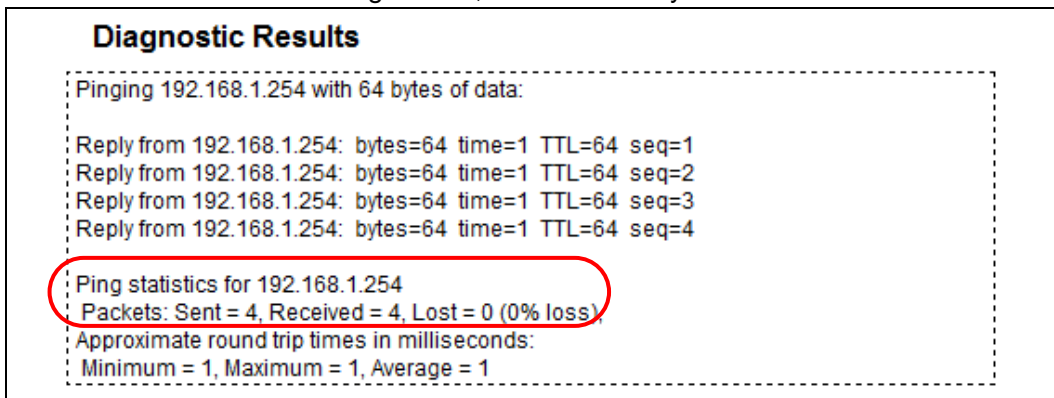 Diagnostic Results
Pinging 192.168.1.254 with 64 bytes of data:
Reply from 192.168.1.254: bytes=64 time=1 TTL=64 seq=1
Reply from 192.168.1.254: bytes=64 time=1 TTL=64 seq=2
Reply from 192.168.1.254: bytes=64 time=1 TTL=64 seq=3
Reply from 192.168.1.254: bytes=64 time=1 TTL=64 seq=4
Ping statistics for 192.168.1.254
Packets: Sent = 4, Received = 4, Lost = 0 (0% loss),
Approximate round trip times in milliseconds:
Minimum = 1, Maximum = 1, Average = 1